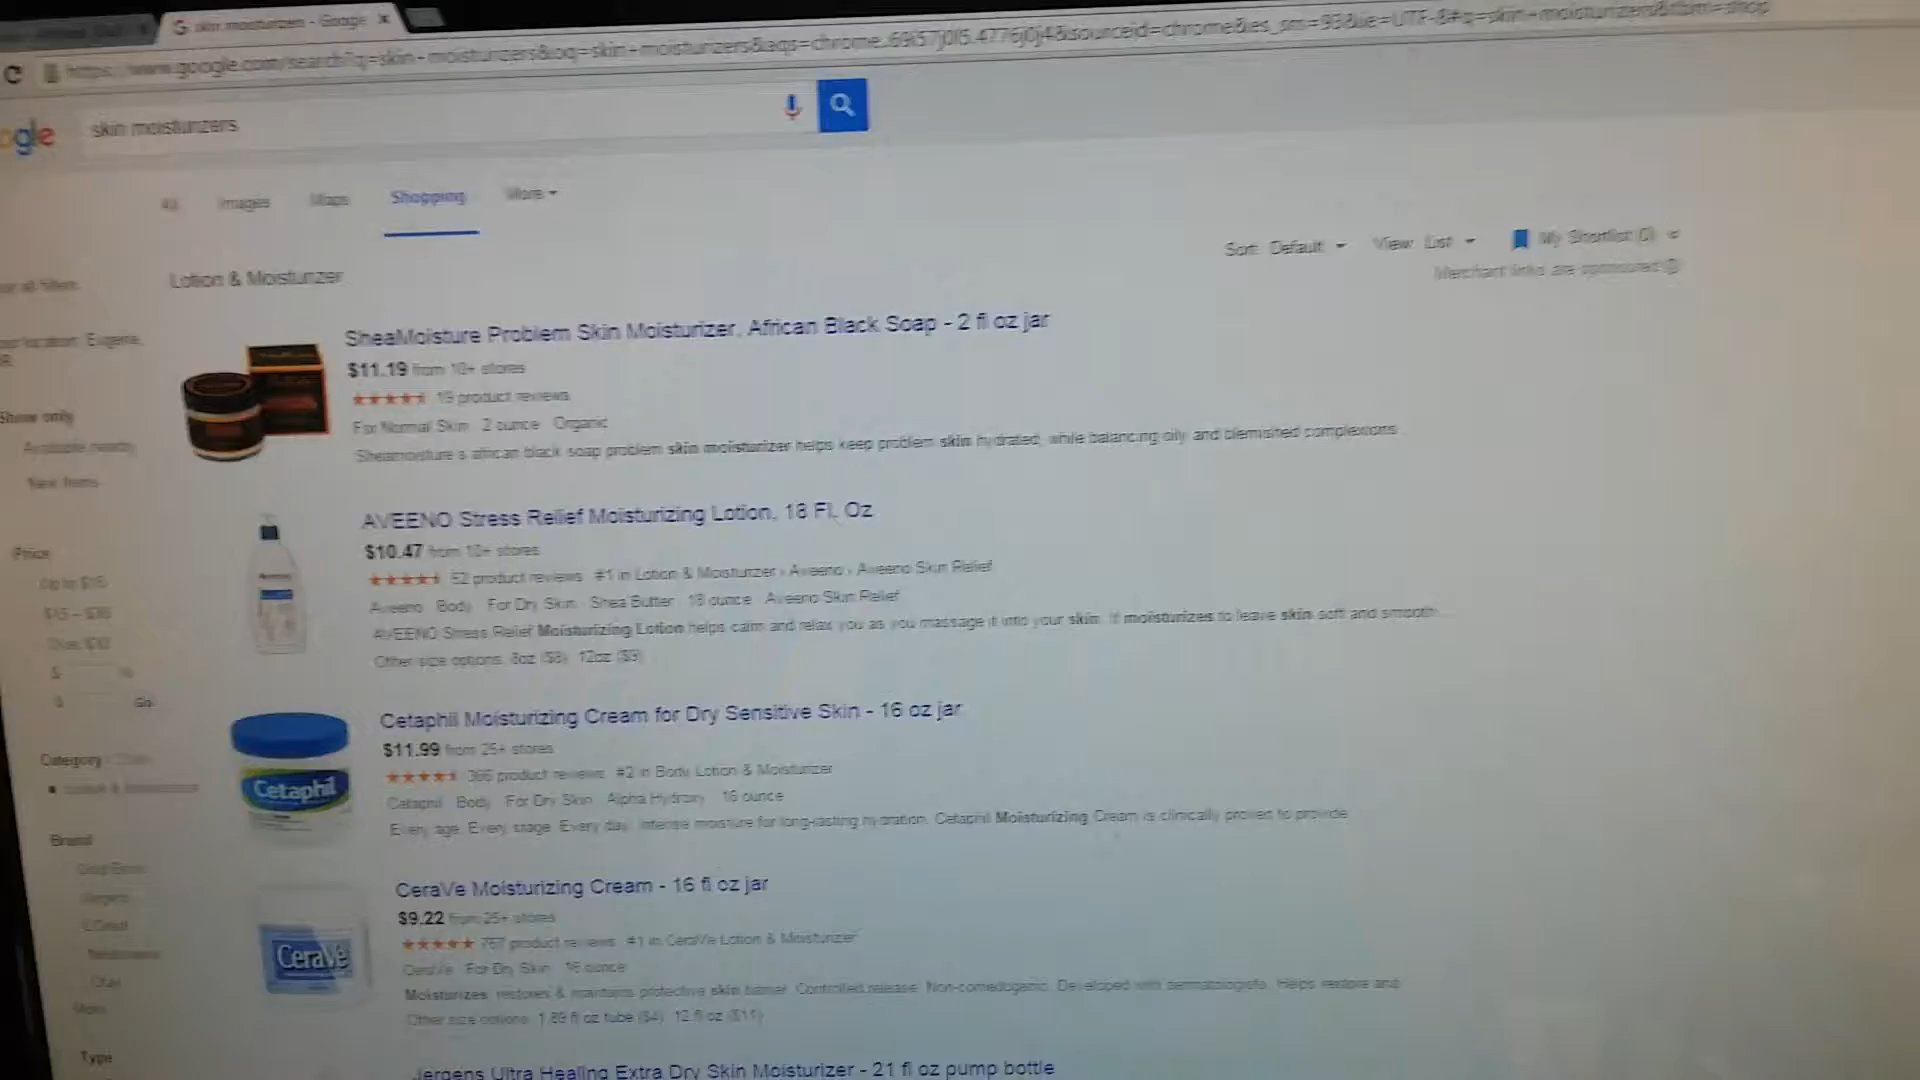 skin moisturizers - Google
https://www.google.com/search?q=skin+moisturizers&oq=skin+moisturizers&aqs=chrome..69i57j0l5.4776j0j4&sourceid=chrome&es_sm=93&ie=UTF-8#q=skin+moisturizers&tbm=shop
ogle
skin moisturizers
All Images Maps Shopping More
Sort: Default View: List My Shortlist (0)
Merchant links are sponsored
Lotion & Moisturizer
SheaMoisture Problem Skin Moisturizer, African Black Soap - 2 fl oz jar
$11.19 from 10+ stores
19 product reviews
For Normal Skin · 2 ounce · Organic
Sheamoisture's african black soap problem skin moisturizer helps keep problem skin hydrated, while balancing oily and blemished complexions
Eugene,
Show only
Available nearby
New items
AVEENO Stress Relief Moisturizing Lotion, 18 Fl. Oz
$10.47 from 10+ stores
52 product reviews · #1 in Lotion & Moisturizer › Aveeno › Aveeno Skin Relief
Aveeno · Body · For Dry Skin · Shea Butter · 18 ounce · Aveeno Skin Relief
AVEENO Stress Relief Moisturizing Lotion helps calm and relax you as you massage it into your skin. It moisturizes to leave skin soft and smooth ...
Other size options: 8oz ($8) 12oz ($9)
Price
Up to $15
$15 – $30
Over $30
$
$ Go
Cetaphil Moisturizing Cream for Dry Sensitive Skin - 16 oz jar
$11.99 from 25+ stores
366 product reviews · #2 in Body Lotion & Moisturizer
Cetaphil · Body · For Dry Skin · Alpha Hydroxy · 16 ounce
Every age. Every stage. Every day. Intense moisture for long-lasting hydration. Cetaphil Moisturizing Cream is clinically proven to provide
Cetaphil
Category
Lotion & Moisturizer
Brand
CeraVe Moisturizing Cream - 16 fl oz jar
$9.22 from 25+ stores
757 product reviews · #1 in CeraVe Lotion & Moisturizer
CeraVe · For Dry Skin · 16 ounce
Moisturizes, restores & maintains protective skin barrier. Controlled release. Non-comedogenic. Developed with dermatologists. Helps restore and
Other size options: 1.89 fl oz tube ($4) 12 fl oz ($11)
CeraVe
L'Oreal
Neutrogena
Olay
More
Type
Jergens Ultra Healing Extra Dry Skin Moisturizer - 21 fl oz pump bottle